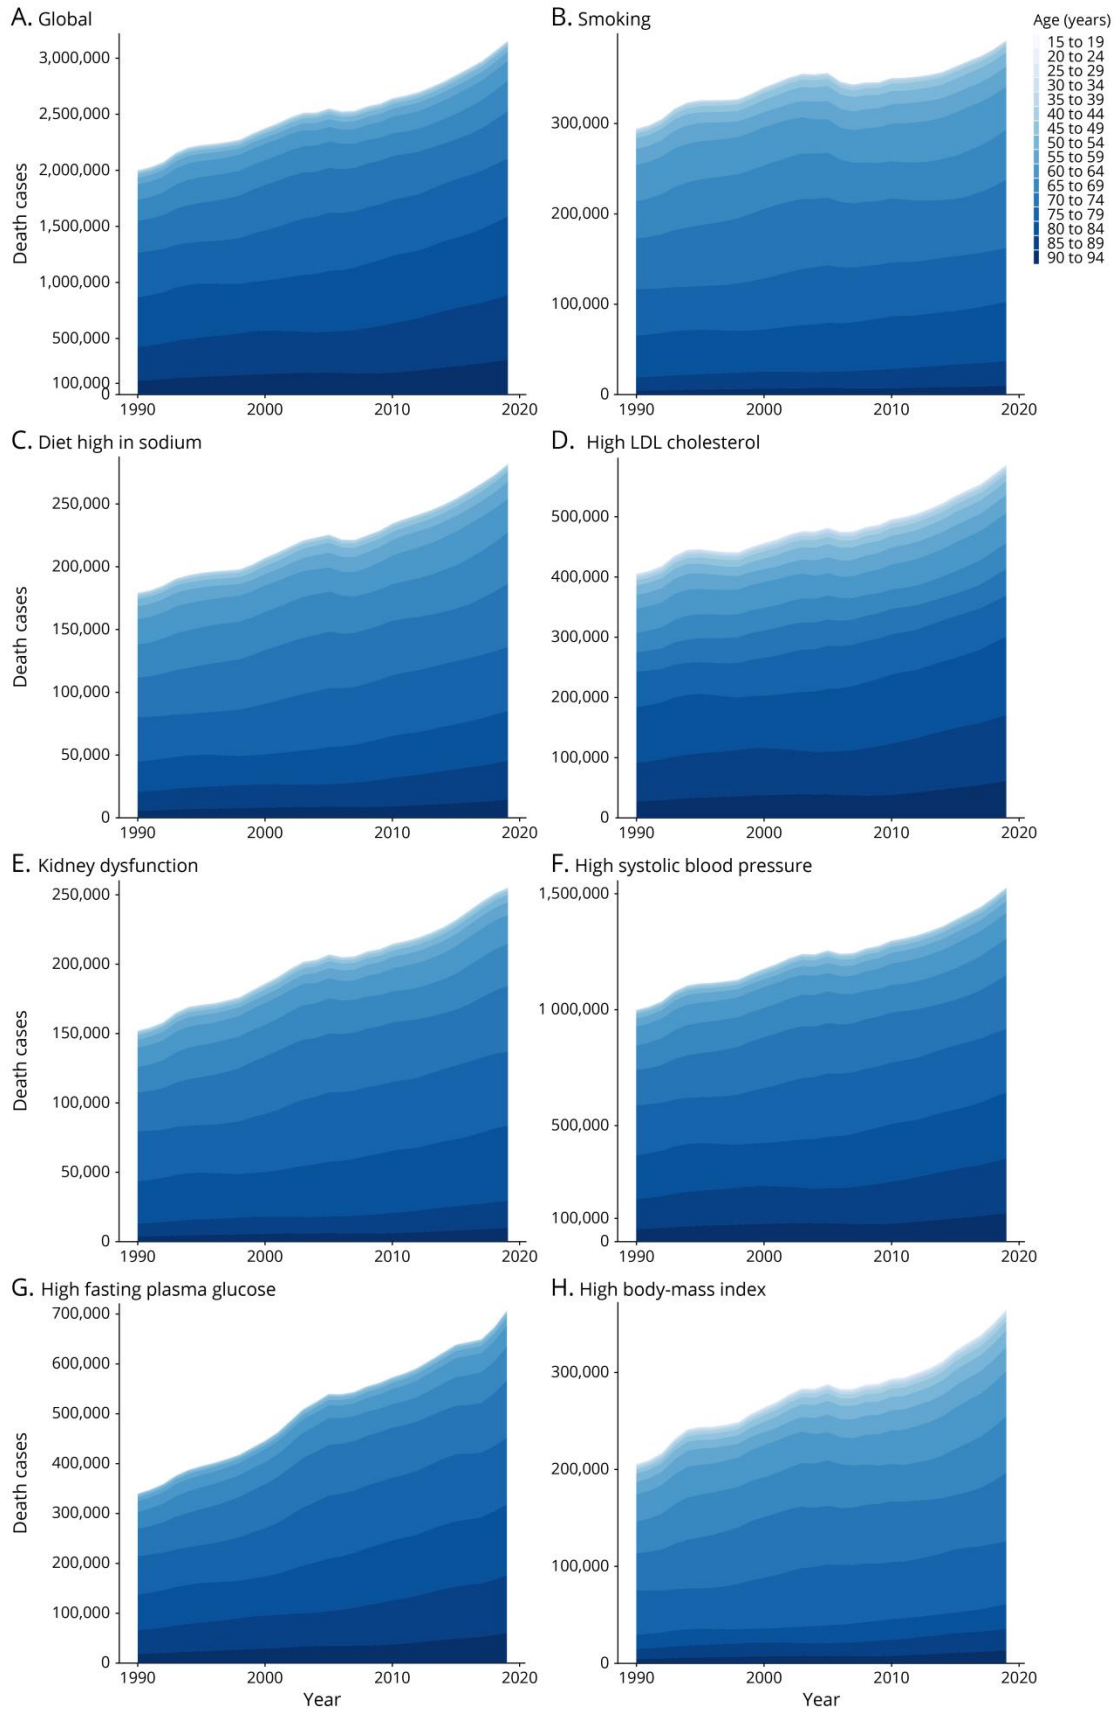 A. Global
3,000,000
2,500,000
2,000,000
1,500,000
1,000,000
500,000
100,000
0
Death cases
1990
2000
2010
2020
B. Smoking
300,000
200,000
100,000
0
1990
2000
2010
2020
Age (years)
15 to 19
20 to 24
25 to 29
30 to 34
35 to 39
40 to 44
45 to 49
50 to 54
55 to 59
60 to 64
65 to 69
70 to 74
75 to 79
80 to 84
85 to 89
90 to 94
C. Diet high in sodium
250,000
200,000
150,000
100,000
50,000
0
Death cases
1990
2000
2010
2020
D. High LDL cholesterol
500,000
400,000
300,000
200,000
100,000
0
1990
2000
2010
2020
E. Kidney dysfunction
250,000
200,000
150,000
100,000
50,000
0
Death cases
1990
2000
2010
2020
F. High systolic blood pressure
1,500,000
1 000,000
500,000
100,000
0
1990
2000
2010
2020
G. High fasting plasma glucose
700,000
600,000
500,000
400,000
300,000
200,000
100,000
0
Death cases
1990
2000
2010
2020
Year
H. High body-mass index
300,000
200,000
100,000
0
1990
2000
2010
2020
Year